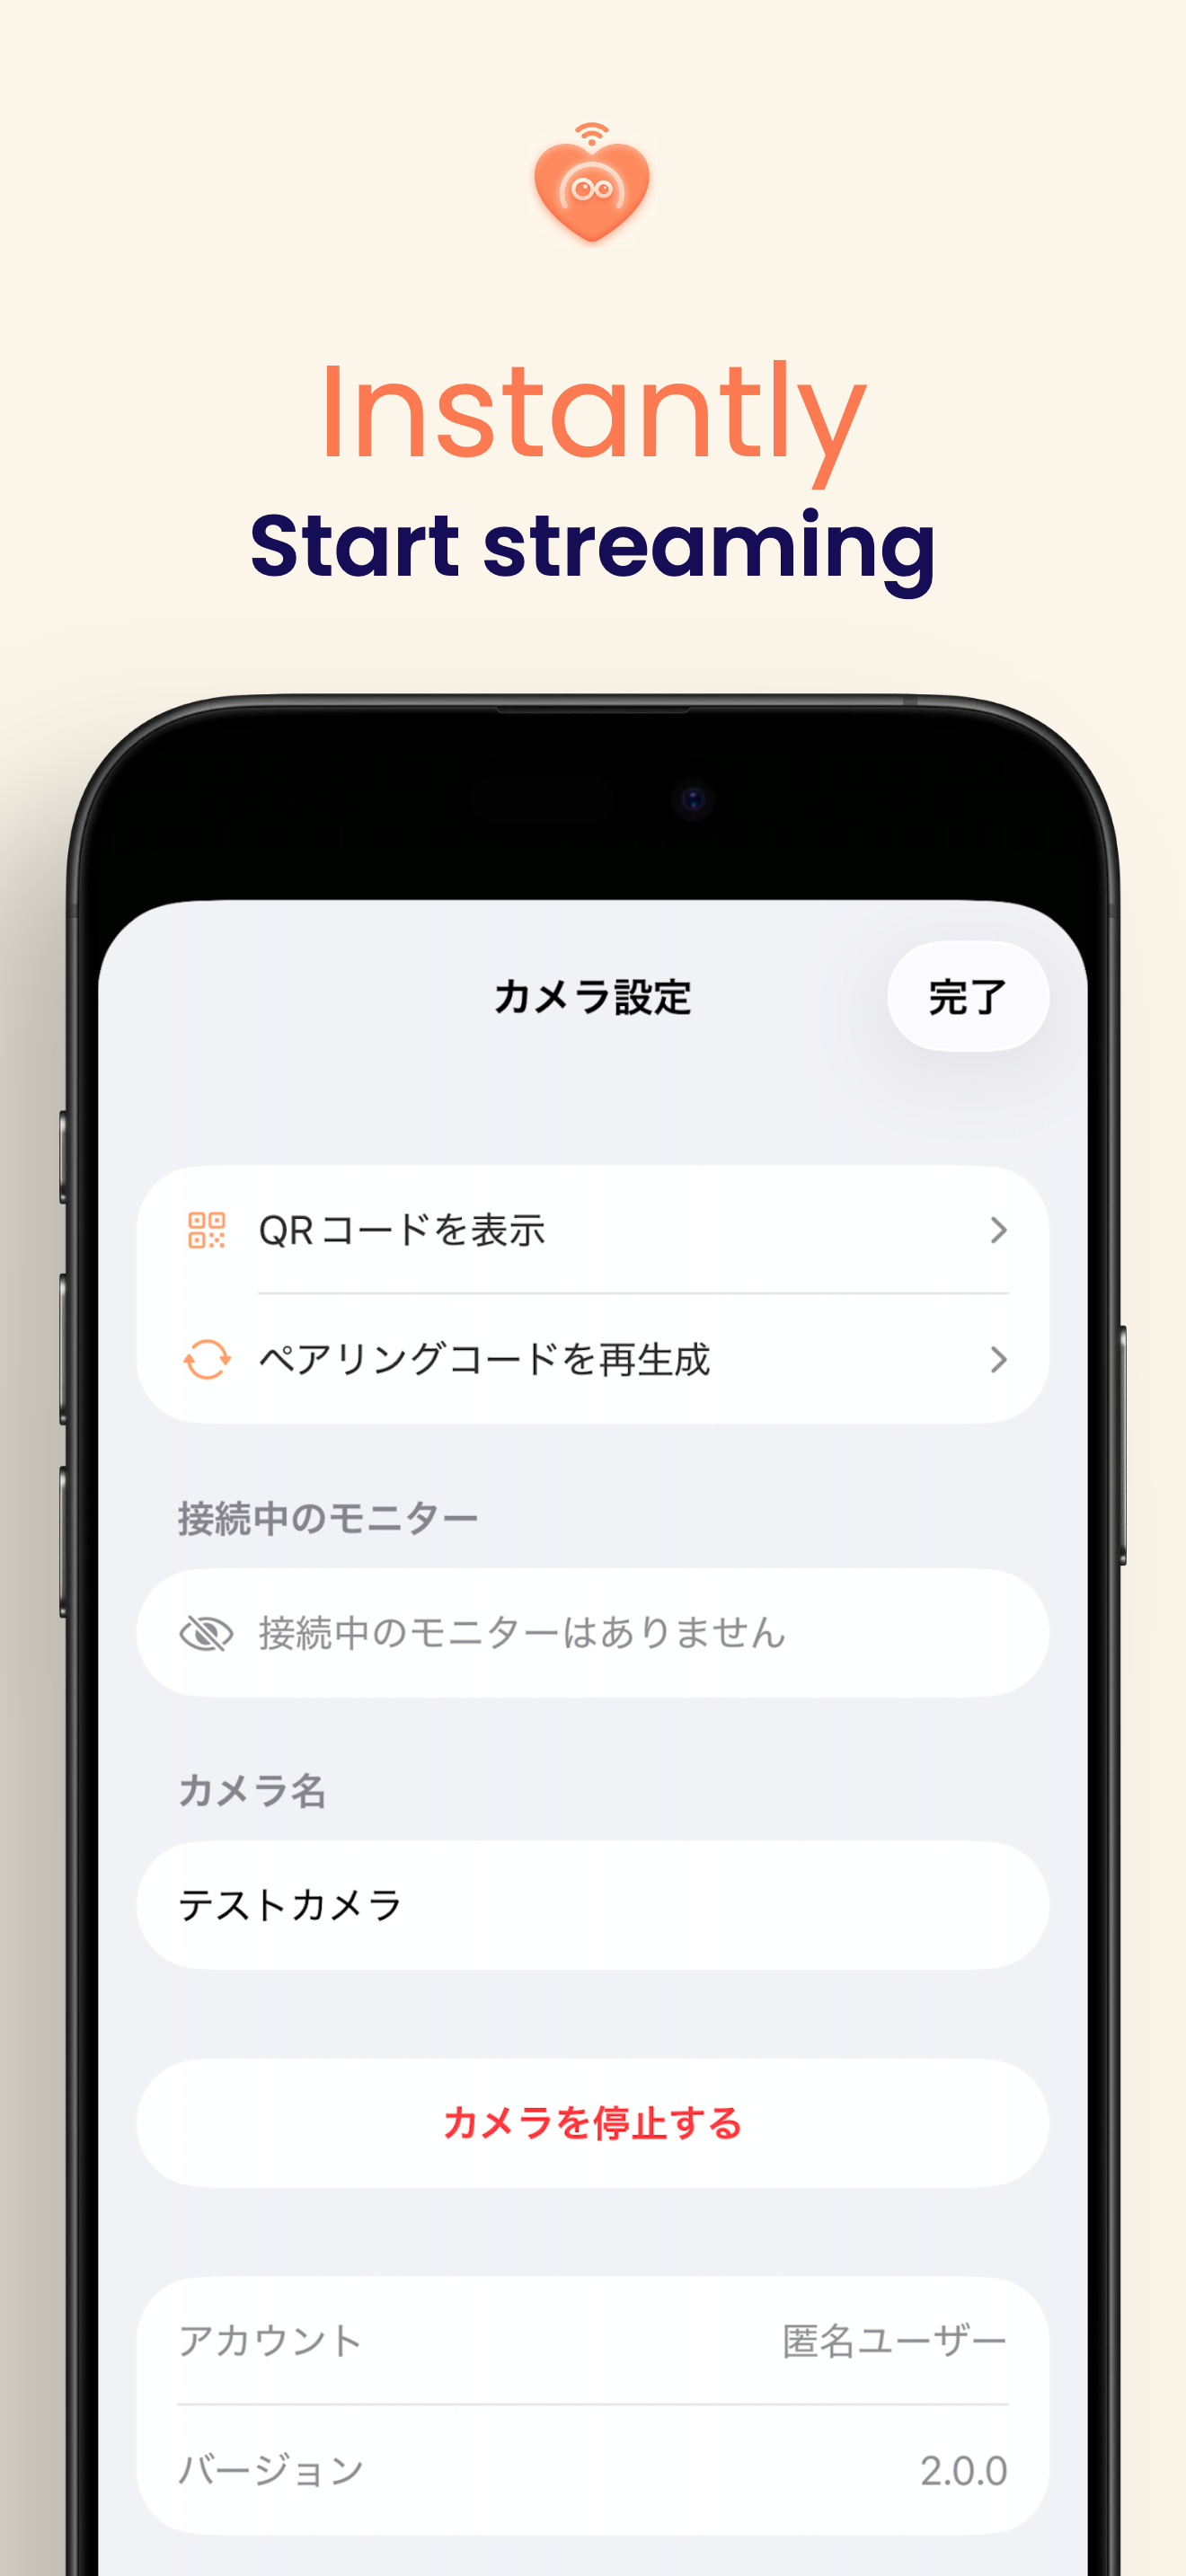 Instantly
Start streaming
カメラ設定
完了
QRコードを表示
ペアリングコードを再生成
接続中のモニター
接続中のモニターはありません
カメラ名
テストカメラ
カメラを停止する
アカウント 匿名ユーザー
バージョン 2.0.0